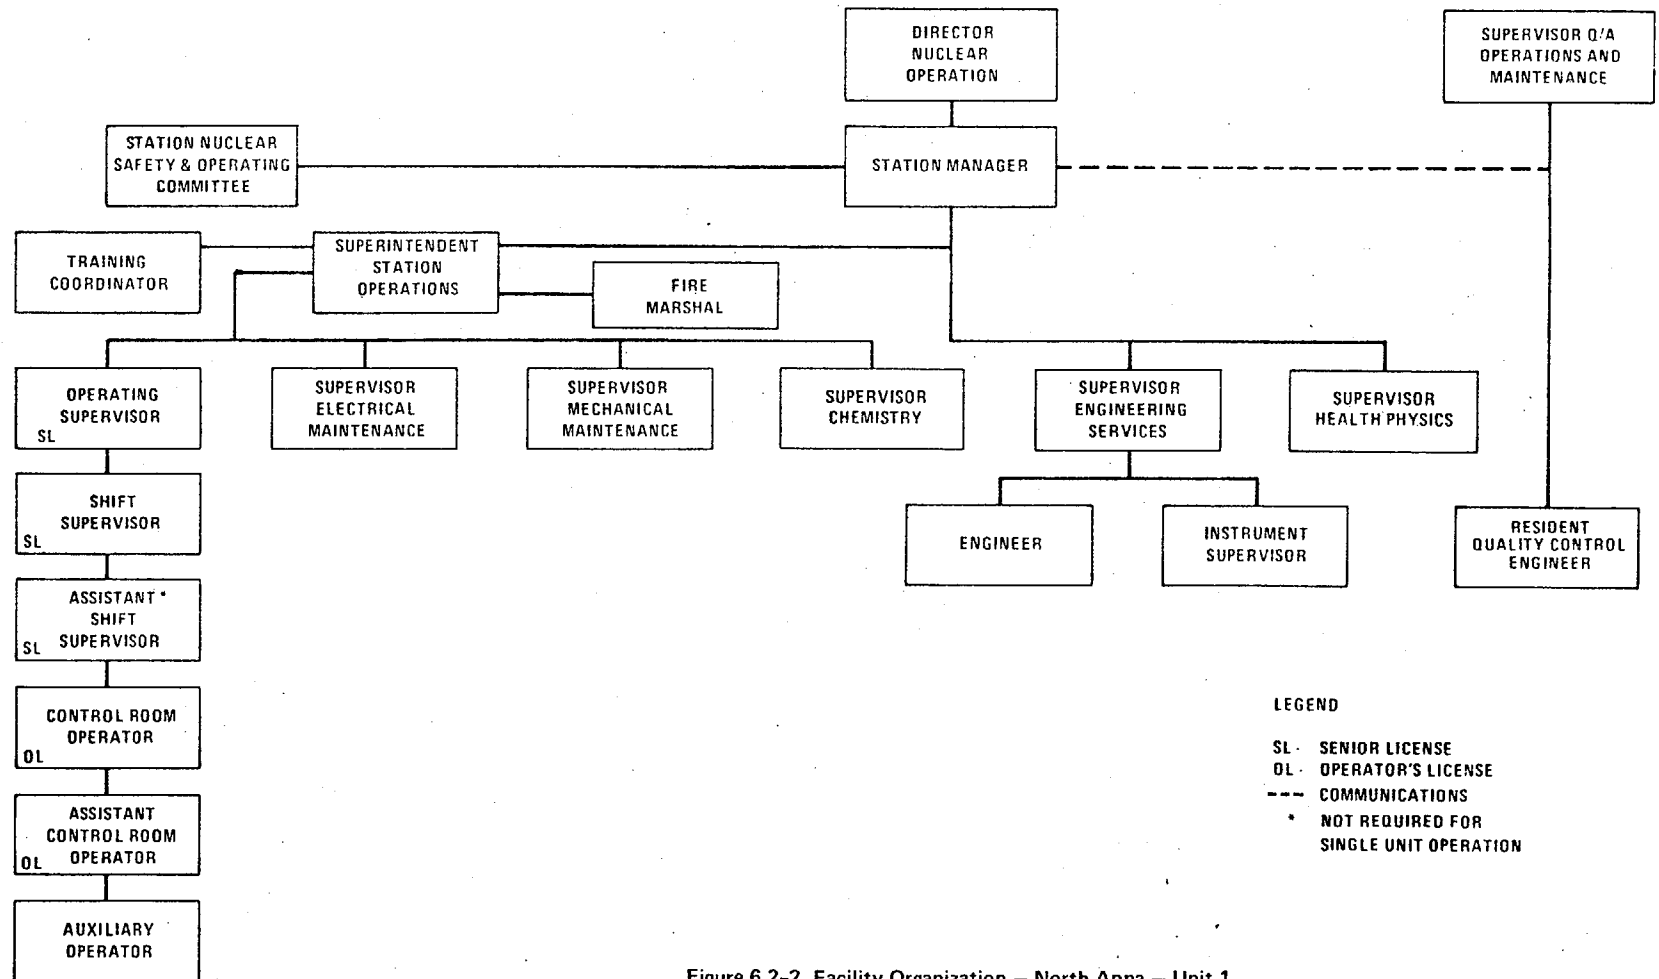 DIRECTOR
NUCLEAR
OPERATION
SUPERVISOR Q/A
OPERATIONS AND
MAINTENANCE
STATION NUCLEAR
SAFETY & OPERATING
COMMITTEE
STATION MANAGER
TRAINING
COORDINATOR
SUPERINTENDENT
STATION
OPERATIONS
FIRE
MARSHAL
OPERATING
SUPERVISOR
SL
SUPERVISOR
ELECTRICAL
MAINTENANCE
SUPERVISOR
MECHANICAL
MAINTENANCE
SUPERVISOR
CHEMISTRY
SUPERVISOR
ENGINEERING
SERVICES
SUPERVISOR
HEALTH PHYSICS
SHIFT
SUPERVISOR
SL
ENGINEER
INSTRUMENT
SUPERVISOR
RESIDENT
QUALITY CONTROL
ENGINEER
ASSISTANT *
SHIFT
SL SUPERVISOR
CONTROL ROOM
OPERATOR
OL
ASSISTANT
CONTROL ROOM
OL OPERATOR
AUXILIARY
OPERATOR
LEGEND
SL - SENIOR LICENSE
OL - OPERATOR'S LICENSE
--- COMMUNICATIONS
* NOT REQUIRED FOR
SINGLE UNIT OPERATION
Figure 6.2-2 Facility Organization – North Anna – Unit 1